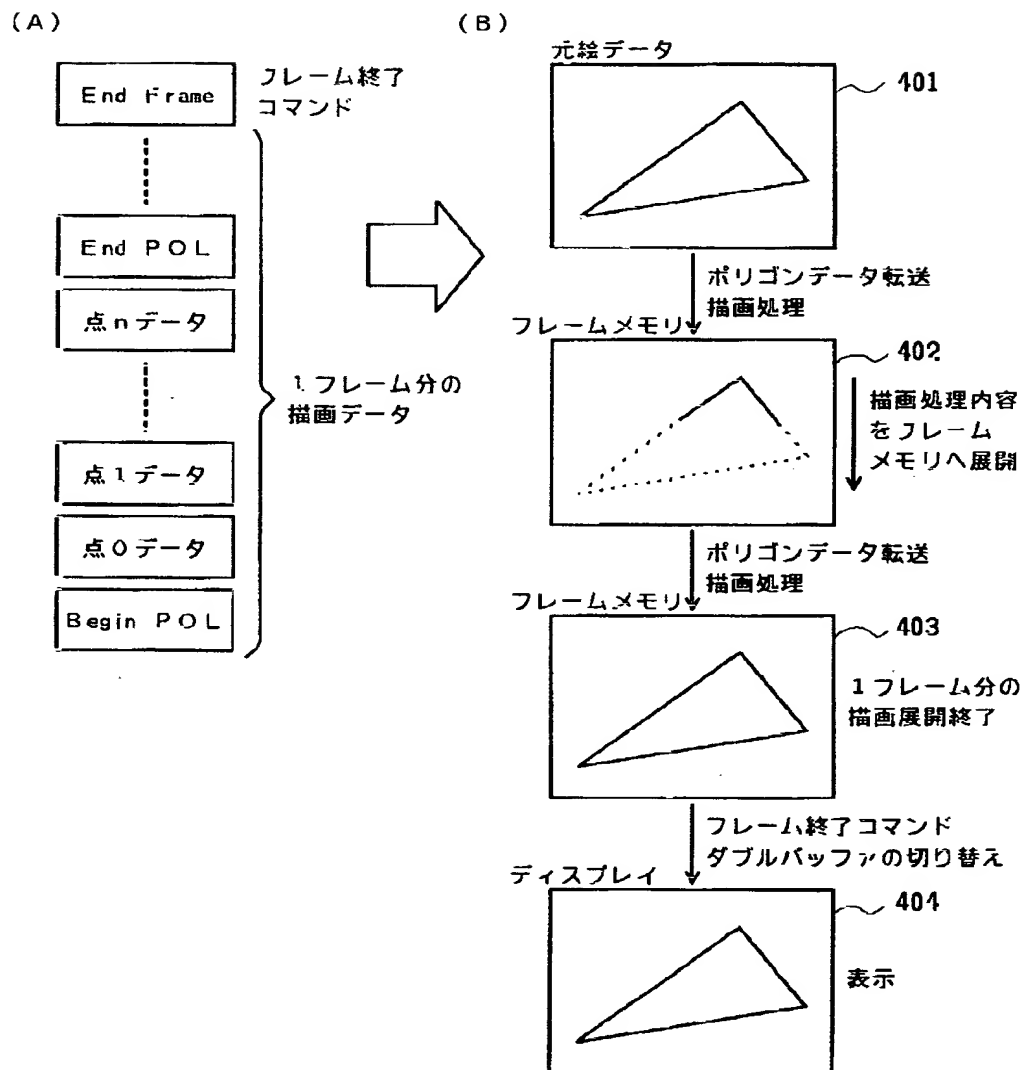 (A)
End Frame
フレーム終了
コマンド
End POL
点nデータ
1フレーム分の
描画データ
点1データ
点0データ
Begin POL
(B)
元絵データ
401
ポリゴンデータ転送
描画処理
フレームメモリ
402
描画処理内容
をフレーム
メモリへ展開
ポリゴンデータ転送
描画処理
フレームメモリ
403
1フレーム分の
描画展開終了
フレーム終了コマンド
ダブルバッファの切り替え
ディスプレイ
404
表示